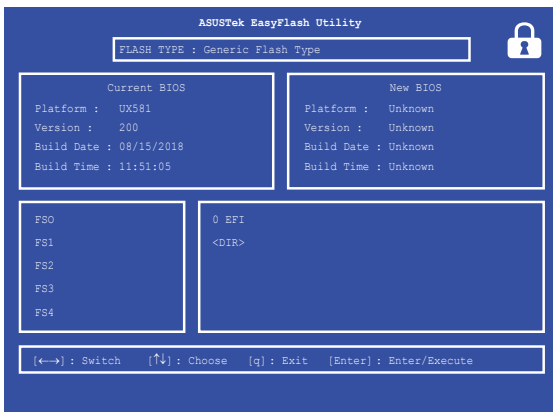 ASUSTek EasyFlash Utility
FLASH TYPE : Generic Flash Type
Current BIOS
Platform : UX581
Version : 200
Build Date : 08/15/2018
Build Time : 11:51:05
New BIOS
Platform : Unknown
Version : Unknown
Build Date : Unknown
Build Time : Unknown
FS0
FS1
FS2
FS3
FS4
0 EFI
<DIR>
[←→] : Switch [↑↓] : Choose [q] : Exit [Enter] : Enter/Execute